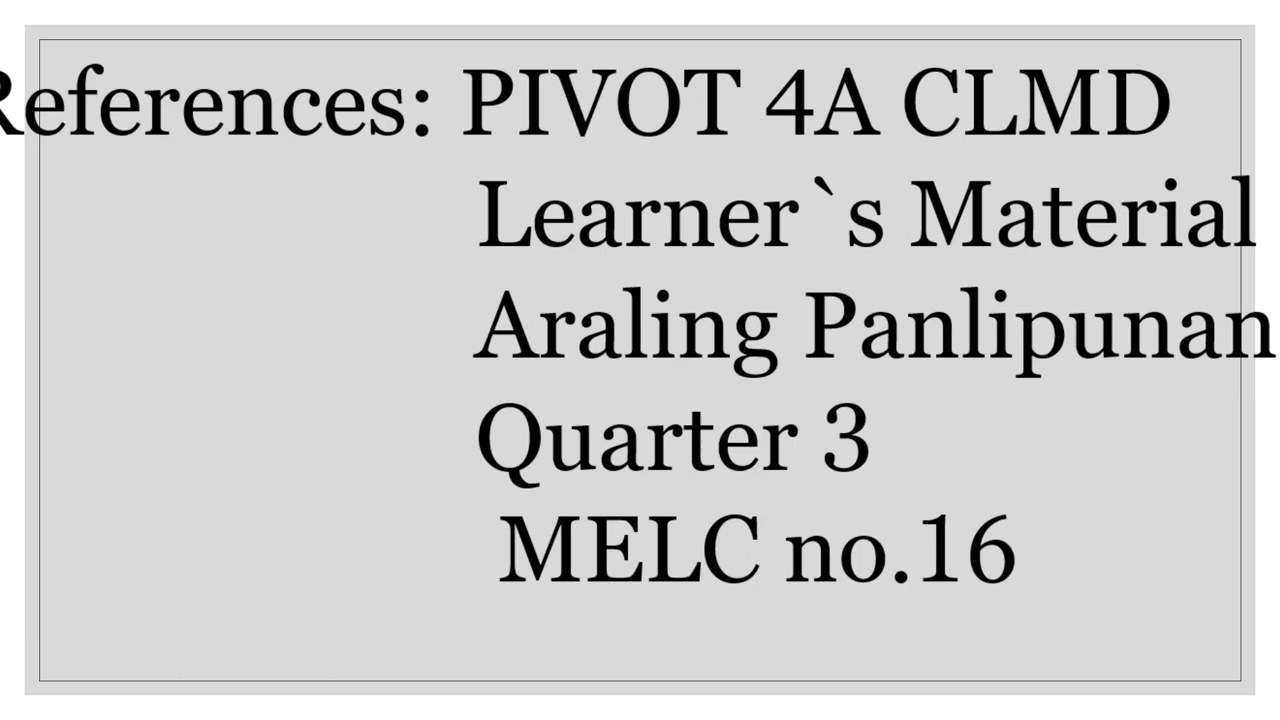 References: PIVOT 4A CLMD
Learner`s Material
Araling Panlipunan
Quarter 3
MELC no.16